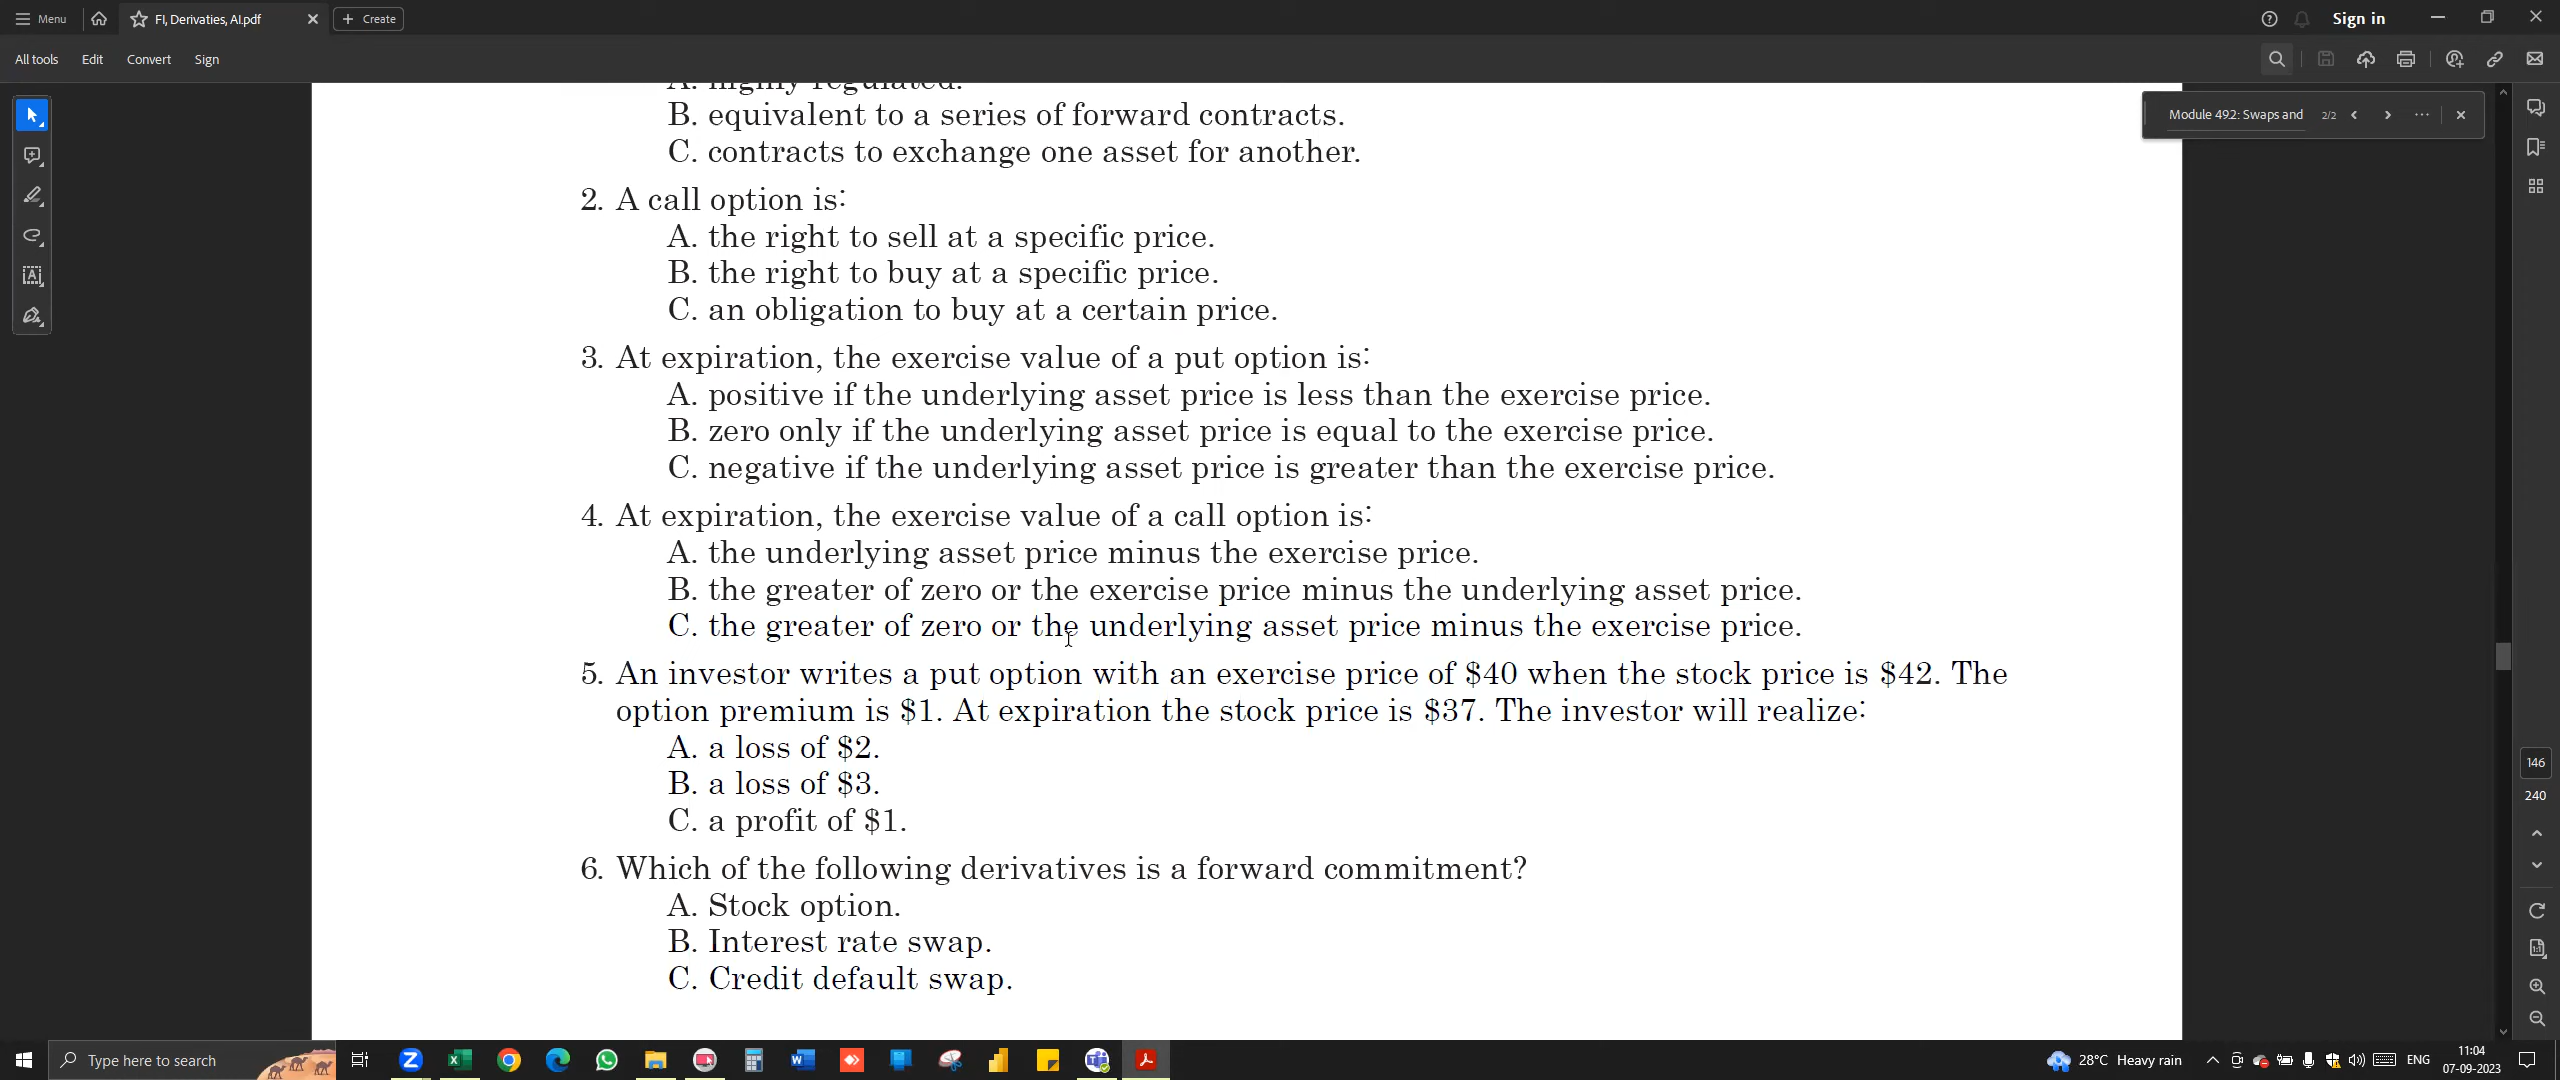 Menu
FI, Derivaties, AI.pdf
Create
Sign in
All tools
Edit
Convert
Sign
Module 49.2: Swaps and
2/2
A. highly regulated.
B. equivalent to a series of forward contracts.
C. contracts to exchange one asset for another.
2. A call option is:
A. the right to sell at a specific price.
B. the right to buy at a specific price.
C. an obligation to buy at a certain price.
3. At expiration, the exercise value of a put option is:
A. positive if the underlying asset price is less than the exercise price.
B. zero only if the underlying asset price is equal to the exercise price.
C. negative if the underlying asset price is greater than the exercise price.
4. At expiration, the exercise value of a call option is:
A. the underlying asset price minus the exercise price.
B. the greater of zero or the exercise price minus the underlying asset price.
C. the greater of zero or the underlying asset price minus the exercise price.
5. An investor writes a put option with an exercise price of $40 when the stock price is $42. The
option premium is $1. At expiration the stock price is $37. The investor will realize:
A. a loss of $2.
B. a loss of $3.
C. a profit of $1.
6. Which of the following derivatives is a forward commitment?
A. Stock option.
B. Interest rate swap.
C. Credit default swap.
146
240
Type here to search
28°C Heavy rain
ENG
11:04
07-09-2023